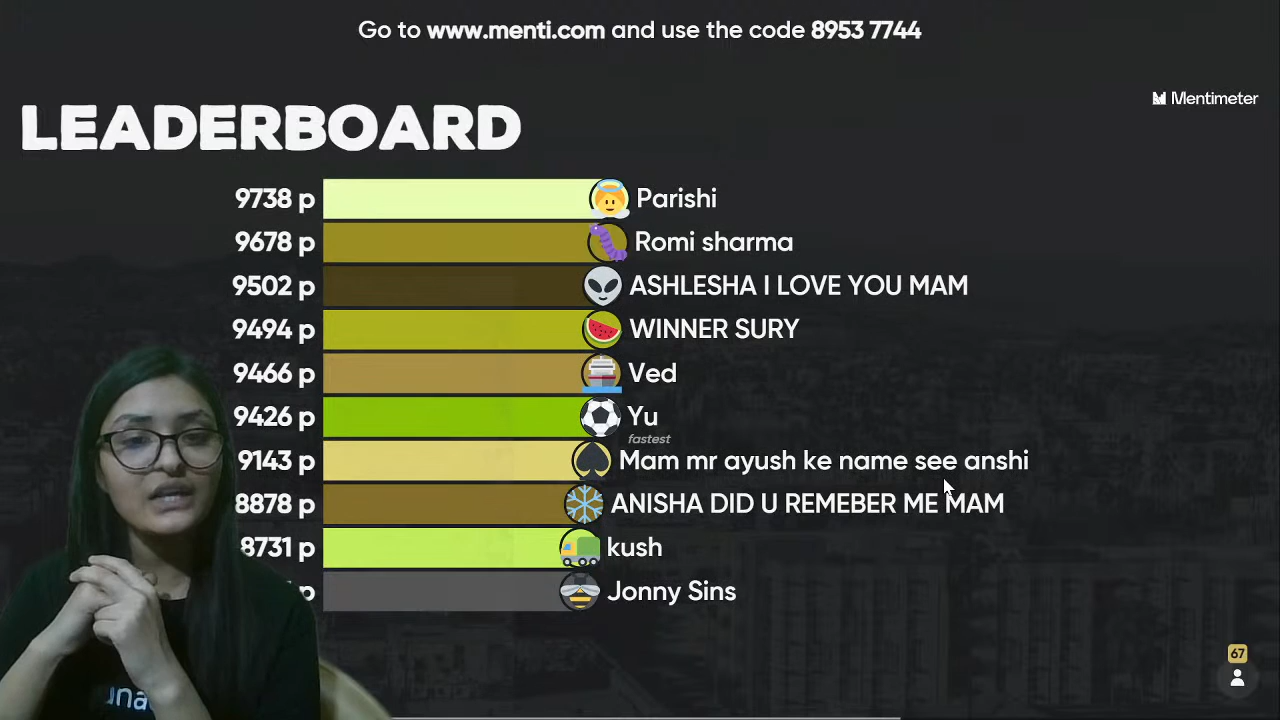 Go to www.menti.com and use the code 8953 7744
Mentimeter
LEADERBOARD
9738 p Parishi
9678 p Romi sharma
9502 p ASHLESHA I LOVE YOU MAM
9494 p WINNER SURY
9466 p Ved
9426 p Yu
fastest
9143 p Mam mr ayush ke name see anshi
8878 p ANISHA DID U REMEBER ME MAM
8731 p kush
p Jonny Sins
67